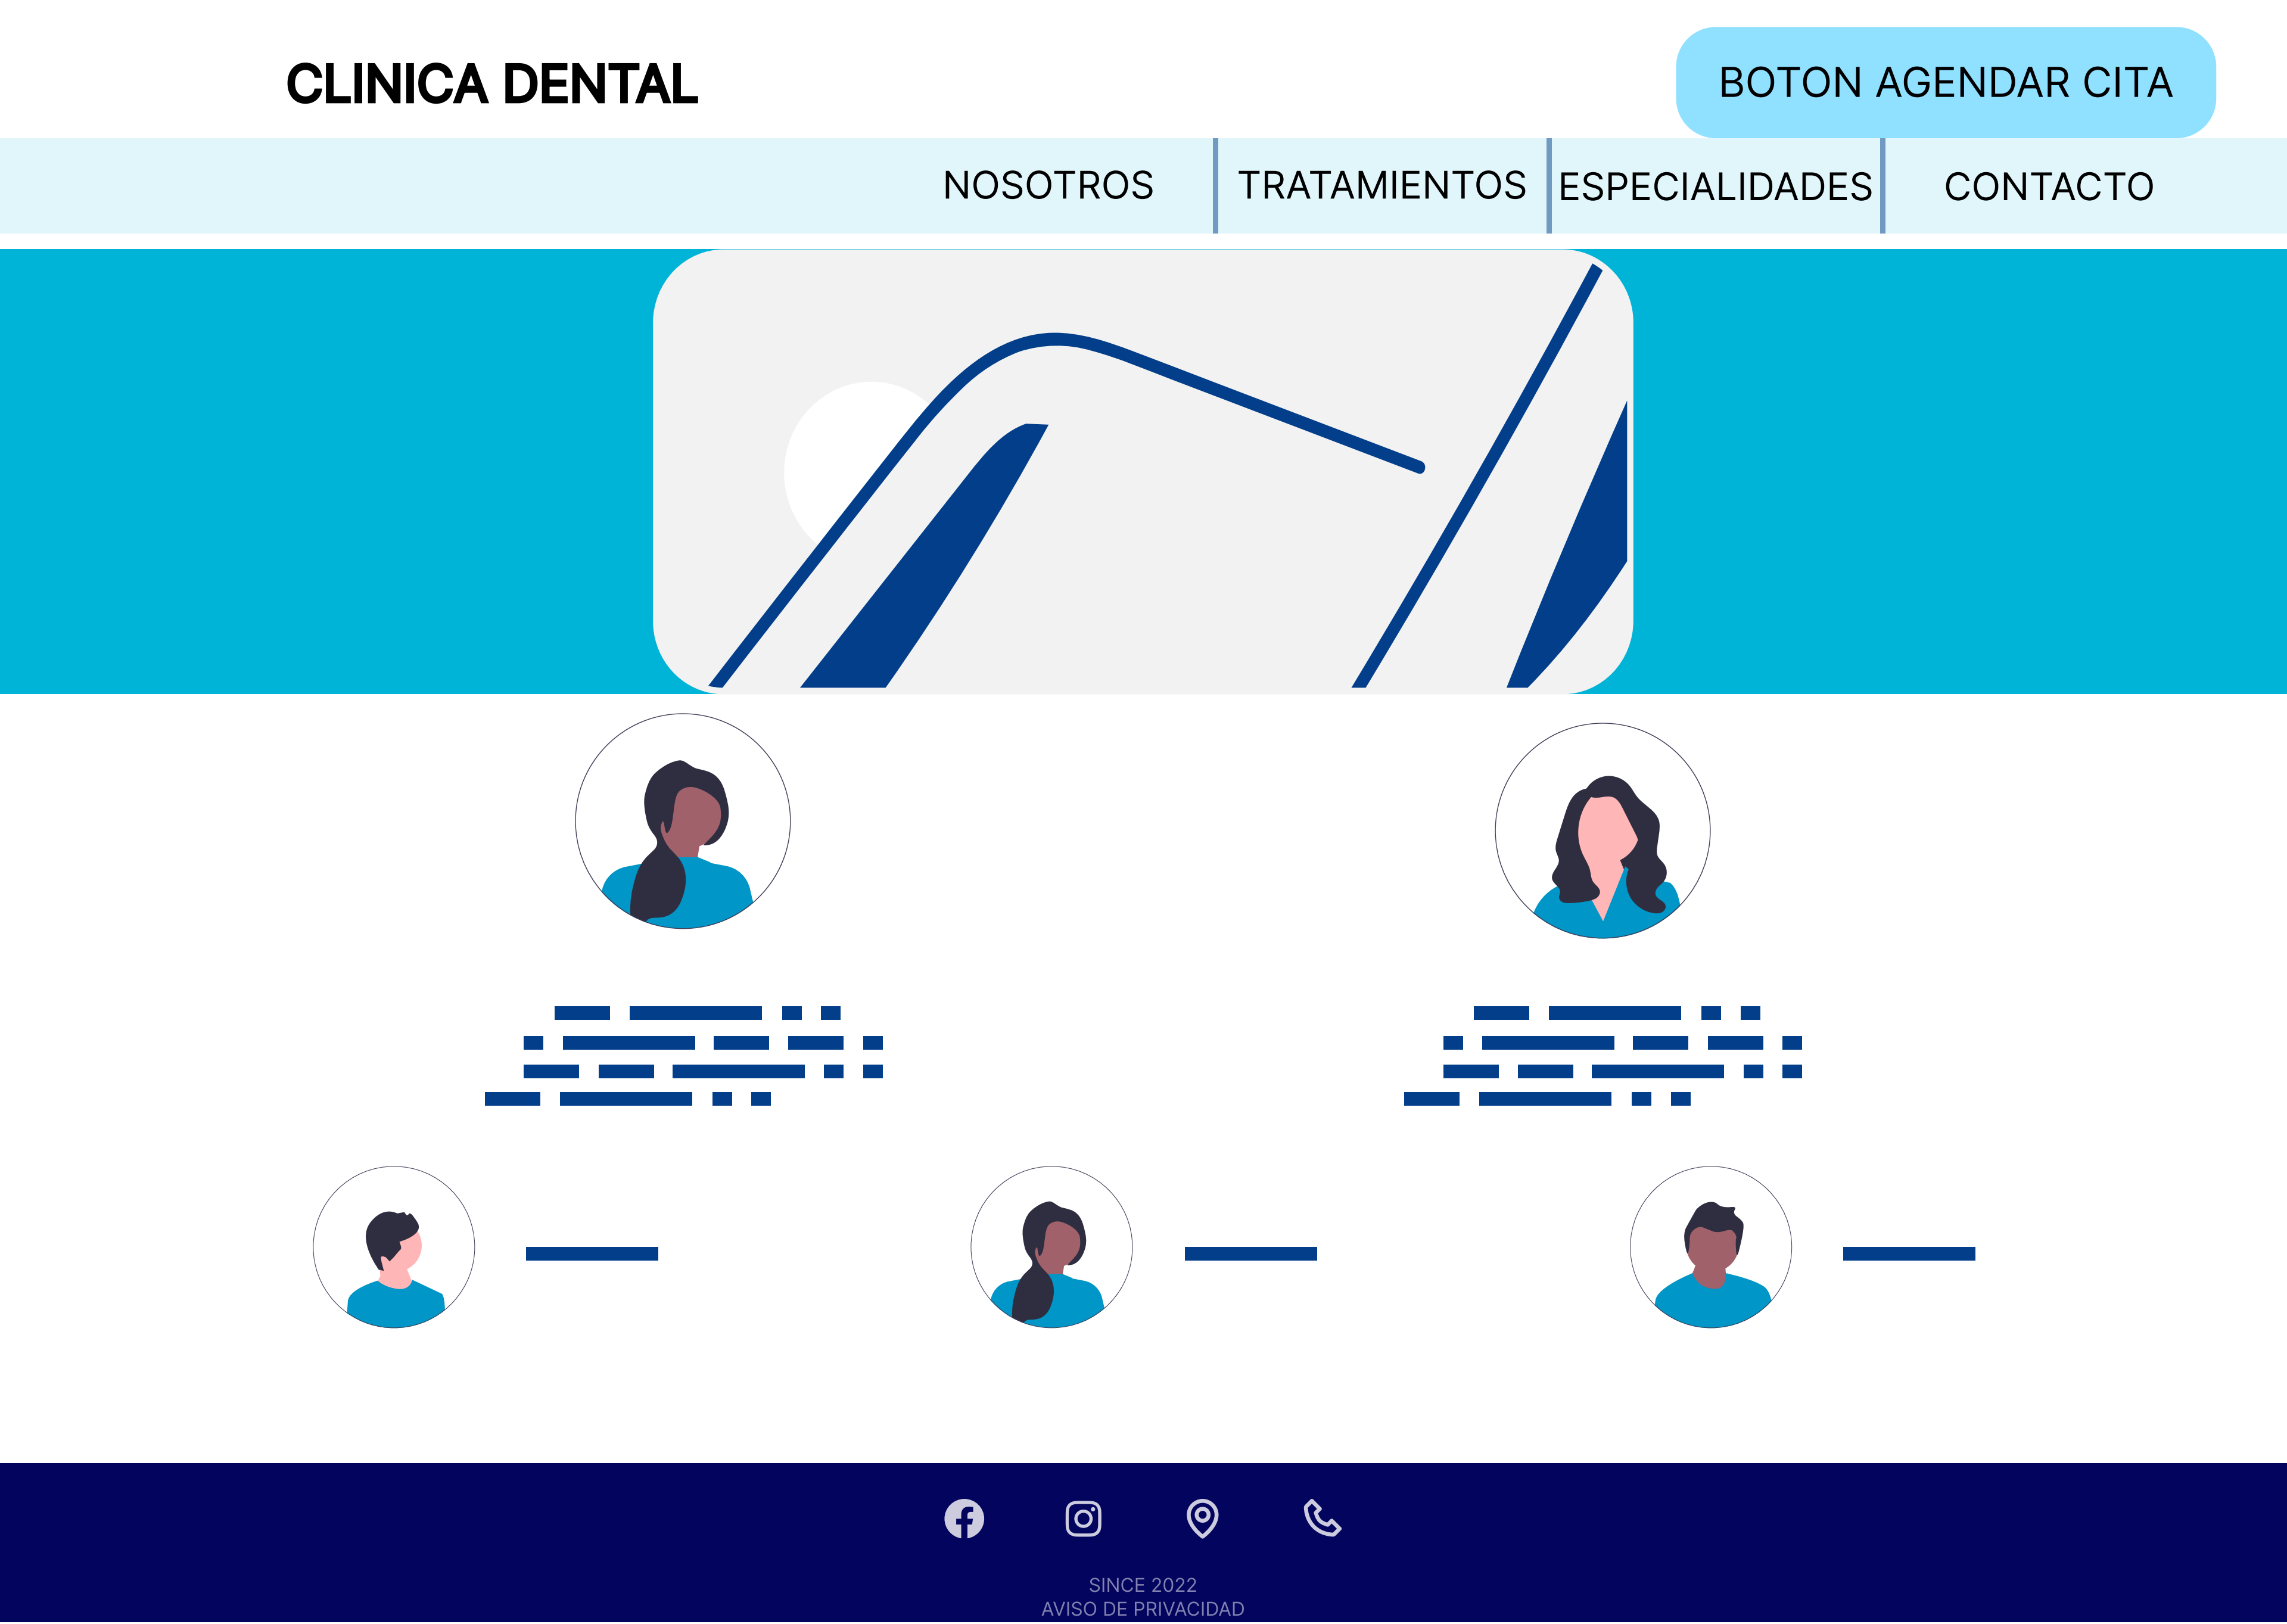 CLINICA DENTAL
BOTON AGENDAR CITA
NOSOTROS
TRATAMIENTOS
ESPECIALIDADES
CONTACTO
SINCE 2022
AVISO DE PRIVACIDAD